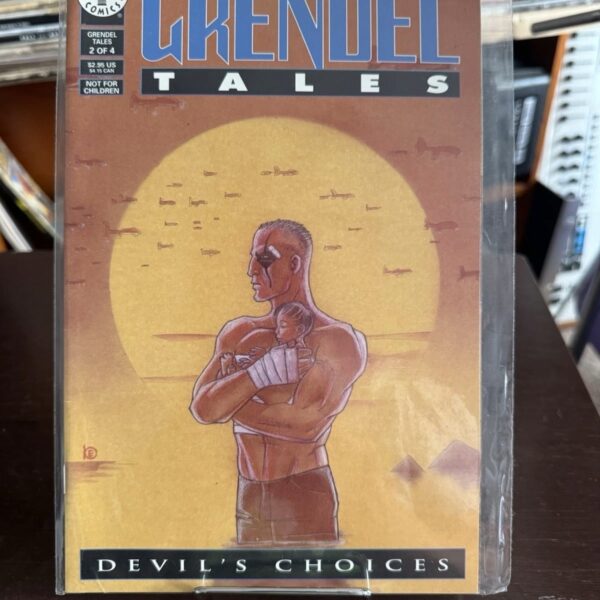 COMICS
GRENDEL
TALES
2 OF 4
$2.95 US
$4.15 CAN
NOT FOR
CHILDREN
GRENDEL
TALES
DEVIL'S CHOICES